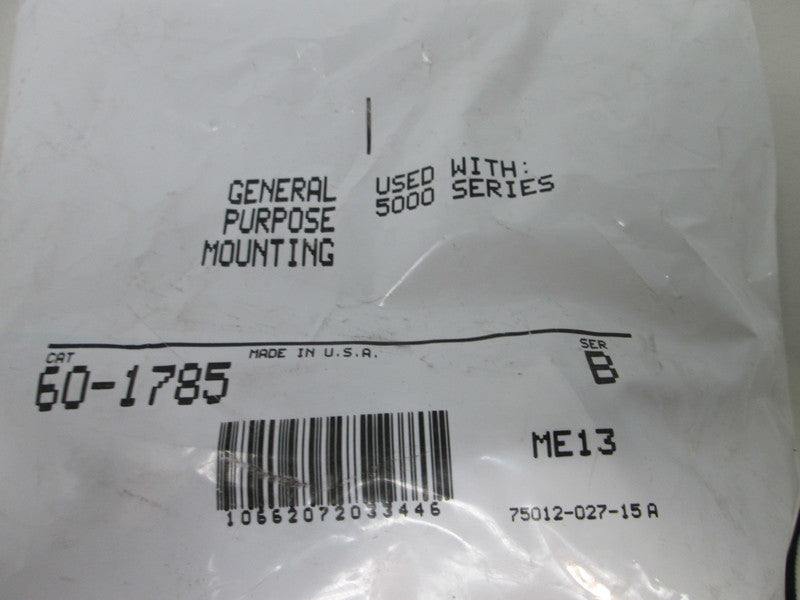 GENERAL
PURPOSE
MOUNTING
USED WITH:
5000 SERIES
CAT
MADE IN U.S.A.
SER
60-1785
B
ME13
10662072033446
75012-027-15 A